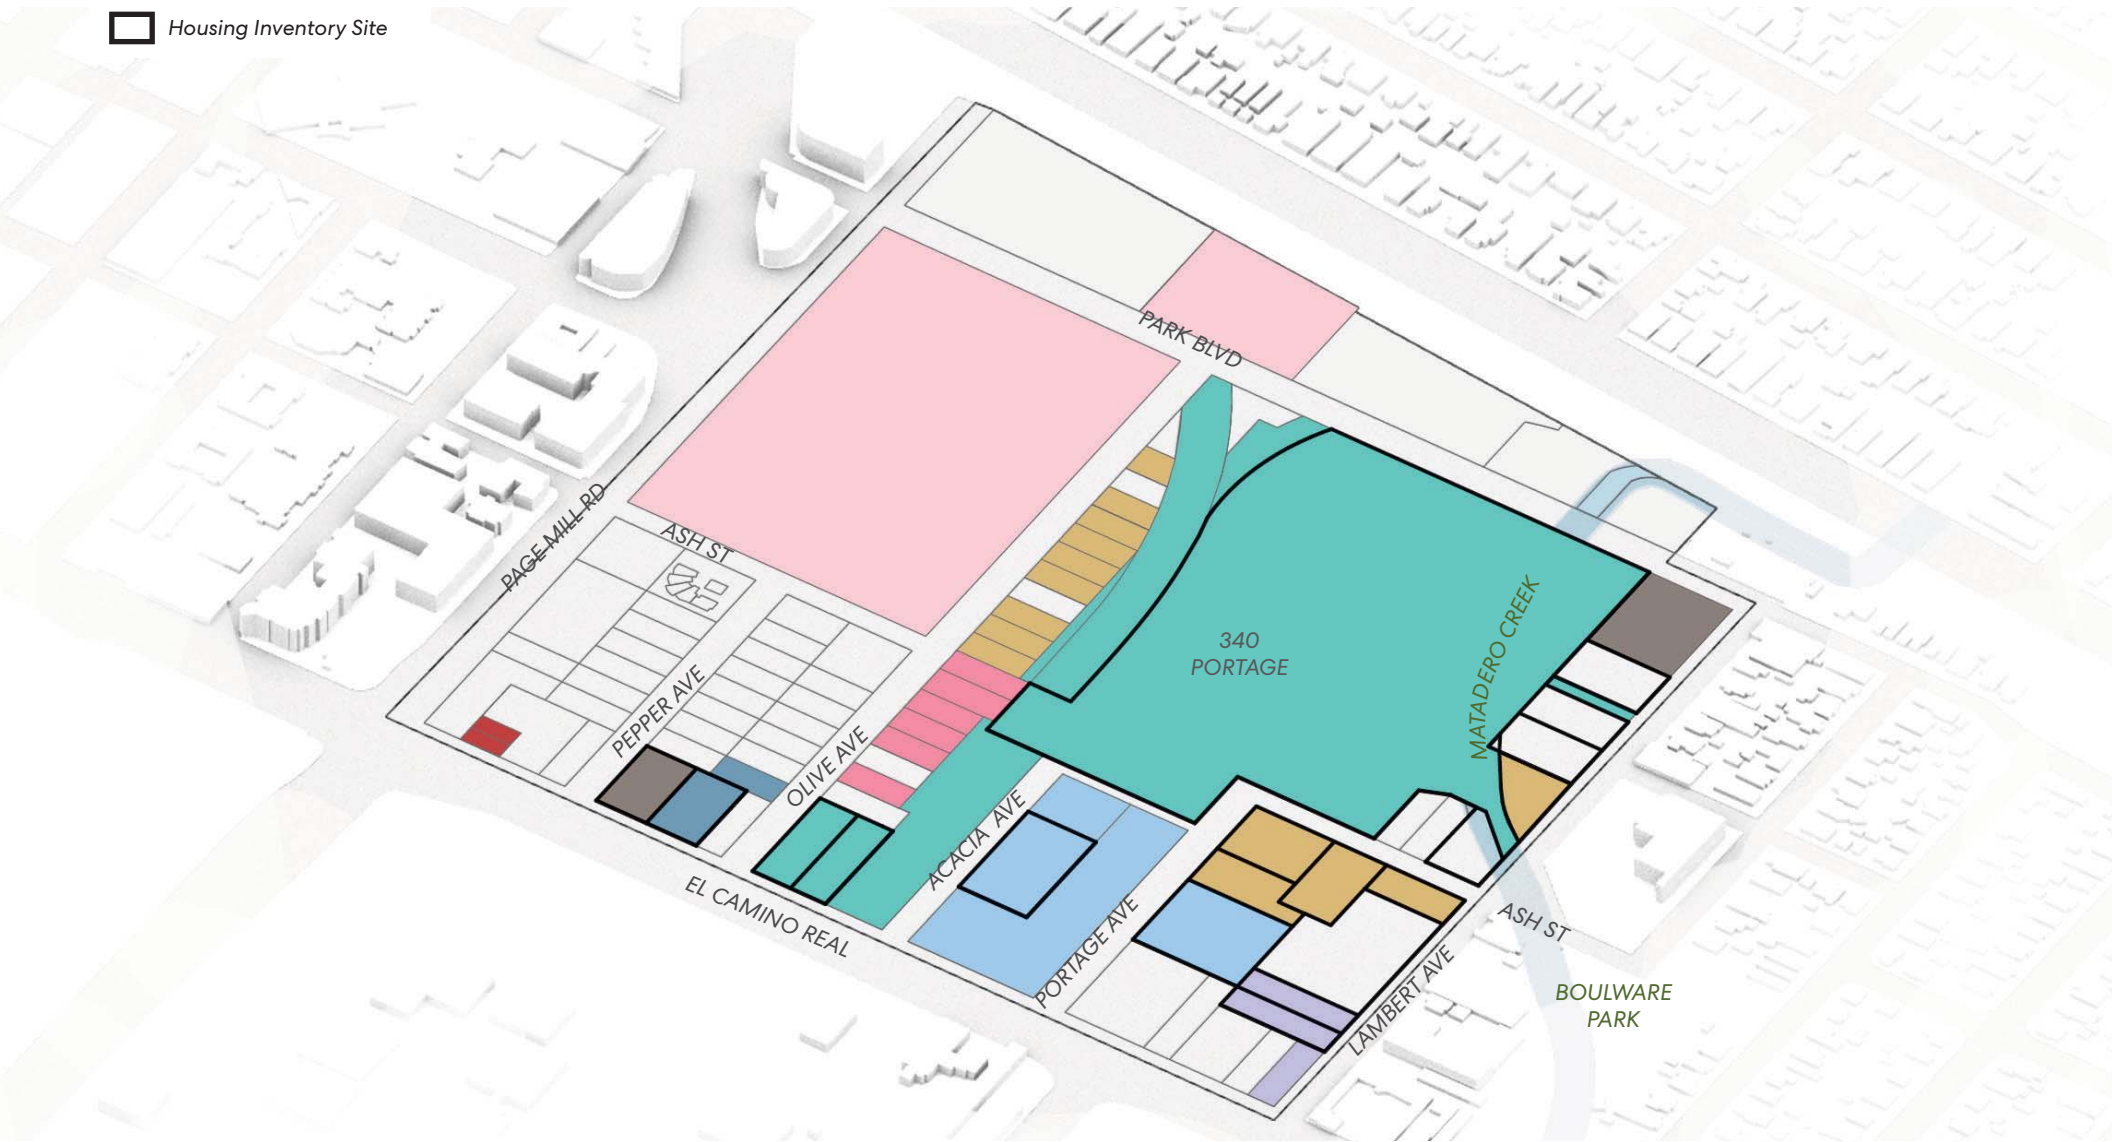 Housing Inventory Site
PARK BLVD
PAGE MILL RD
ASH ST
MATADERO CREEK
340
PORTAGE
PEPPER AVE
OLIVE AVE
ACACIA AVE
EL CAMINO REAL
PORTAGE AVE
ASH ST
LAMBERT AVE
BOULWARE
PARK